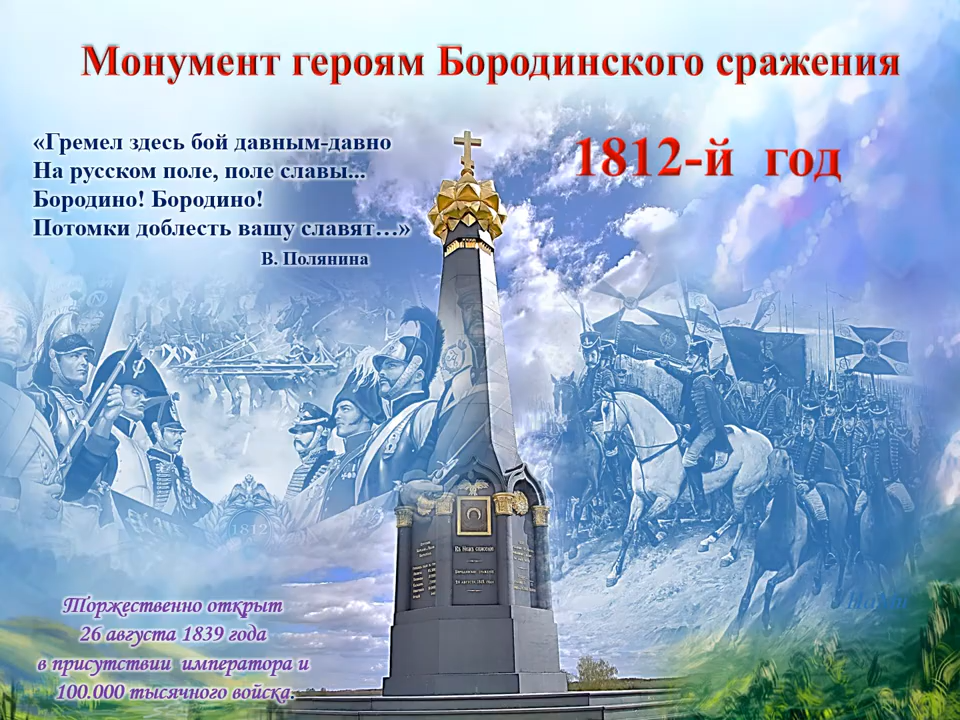 Монумент героям Бородинского сражения
1812-й год
«Гремел здесь бой давным-давно
На русском поле, поле славы...
Бородино! Бородино!
Потомки доблесть вашу славят…»
В. Полянина
1812
Торжественно открыт
26 августа 1839 года
в присутствии императора и
100.000 тысячного войска.